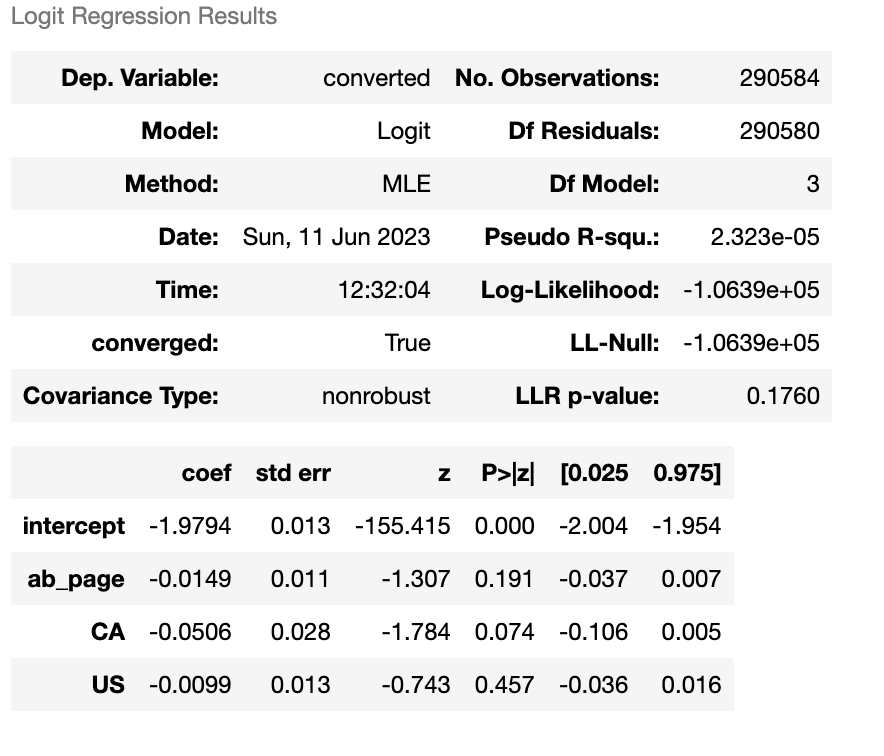 Logit Regression Results
Dep. Variable: converted No. Observations: 290584
Model: Logit Df Residuals: 290580
Method: MLE Df Model: 3
Date: Sun, 11 Jun 2023 Pseudo R-squ.: 2.323e-05
Time: 12:32:04 Log-Likelihood: -1.0639e+05
converged: True LL-Null: -1.0639e+05
Covariance Type: nonrobust LLR p-value: 0.1760
coef std err z P>|z| [0.025 0.975]
intercept -1.9794 0.013 -155.415 0.000 -2.004 -1.954
ab_page -0.0149 0.011 -1.307 0.191 -0.037 0.007
CA -0.0506 0.028 -1.784 0.074 -0.106 0.005
US -0.0099 0.013 -0.743 0.457 -0.036 0.016